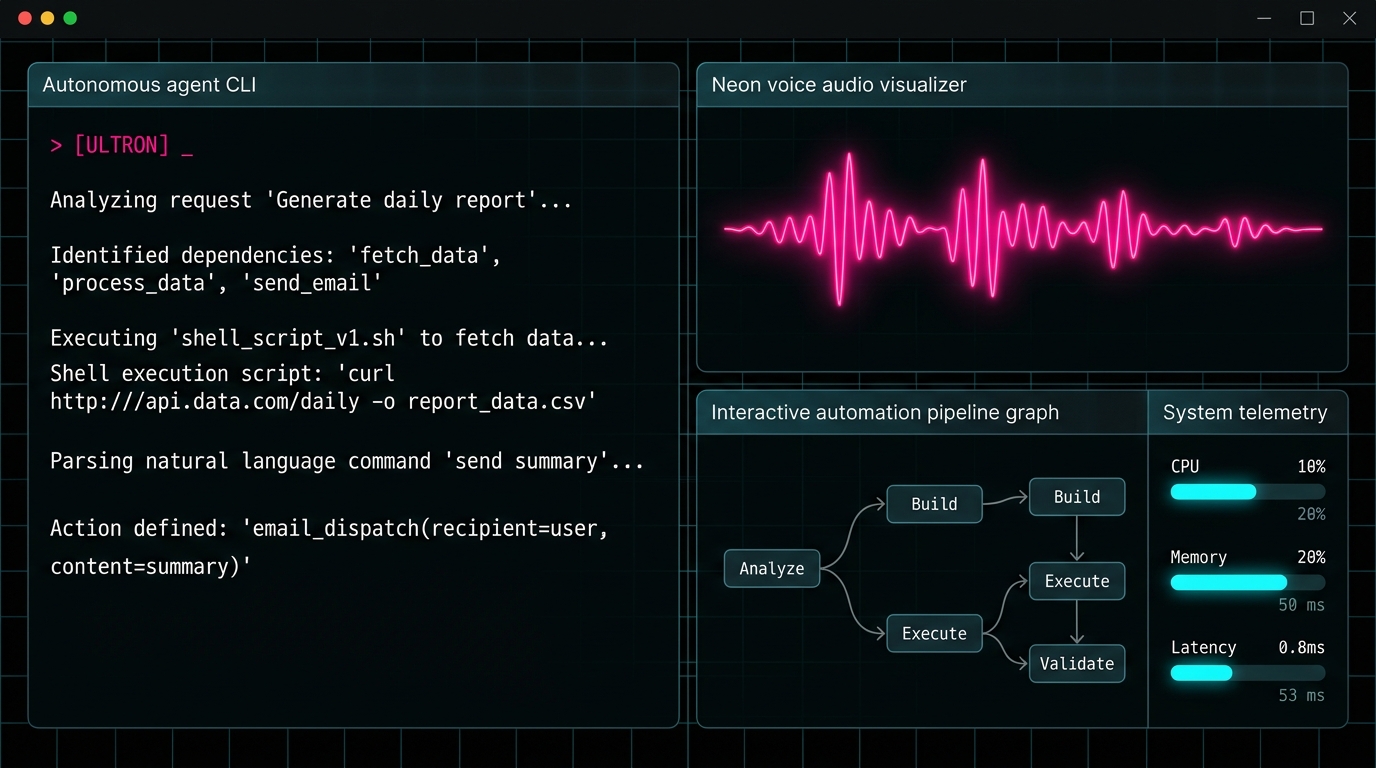 Autonomous agent CLI
> [ULTRON] _
Analyzing request 'Generate daily report'...
Identified dependencies: 'fetch_data',
'process_data', 'send_email'
Executing 'shell_script_v1.sh' to fetch data...
Shell execution script: 'curl
http:///api.data.com/daily –o report_data.csv'
Parsing natural language command 'send summary'...
Action defined: 'email_dispatch(recipient=user,
content=summary)'
Neon voice audio visualizer
Interactive automation pipeline graph
Analyze
Build
Build
Execute
Execute
Validate
System telemetry
CPU 10%
20%
Memory 20%
50 ms
Latency 0.8ms
53 ms